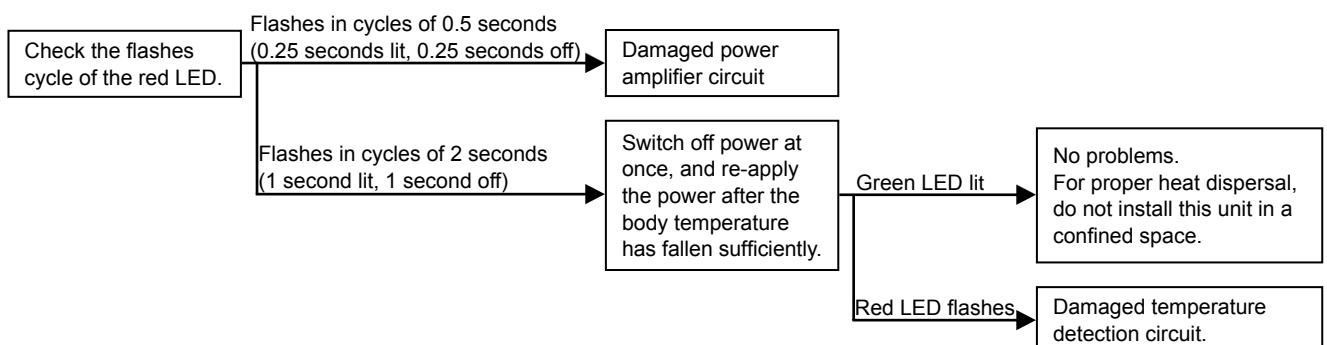 Check the flashes
cycle of the red LED.
Flashes in cycles of 0.5 seconds
(0.25 seconds lit, 0.25 seconds off)
Damaged power
amplifier circuit
Flashes in cycles of 2 seconds
(1 second lit, 1 second off)
Switch off power at
once, and re-apply
the power after the
body temperature
has fallen sufficiently.
Green LED lit
No problems.
For proper heat dispersal,
do not install this unit in a
confined space.
Red LED flashes
Damaged temperature
detection circuit.